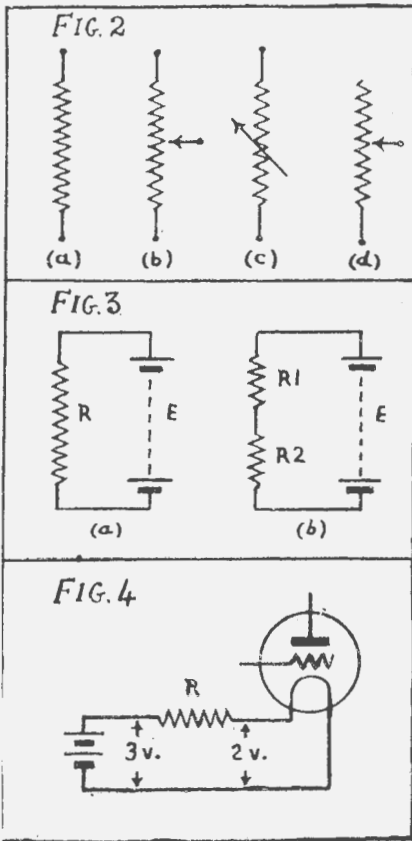 FIG. 2
(a) (b) (c) (d)
FIG. 3
R E R1 E
R2
(a) (b)
FIG. 4
R
3 v. 2 v.